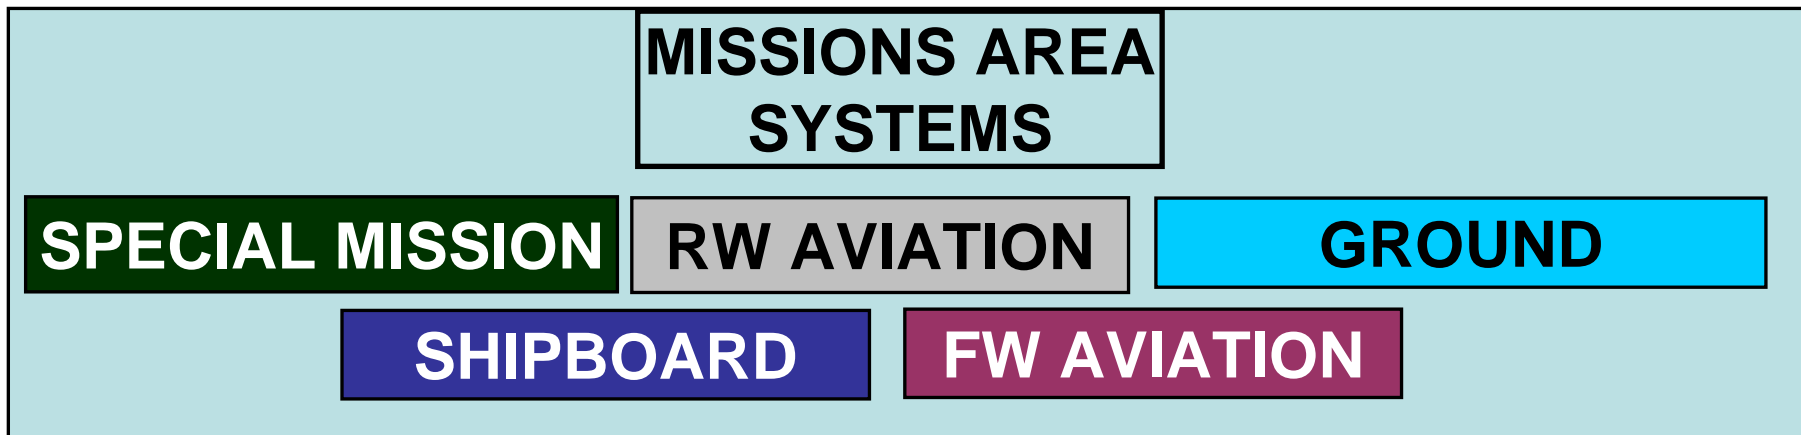 MISSIONS AREA
SYSTEMS
SPECIAL MISSION
RW AVIATION
GROUND
SHIPBOARD
FW AVIATION